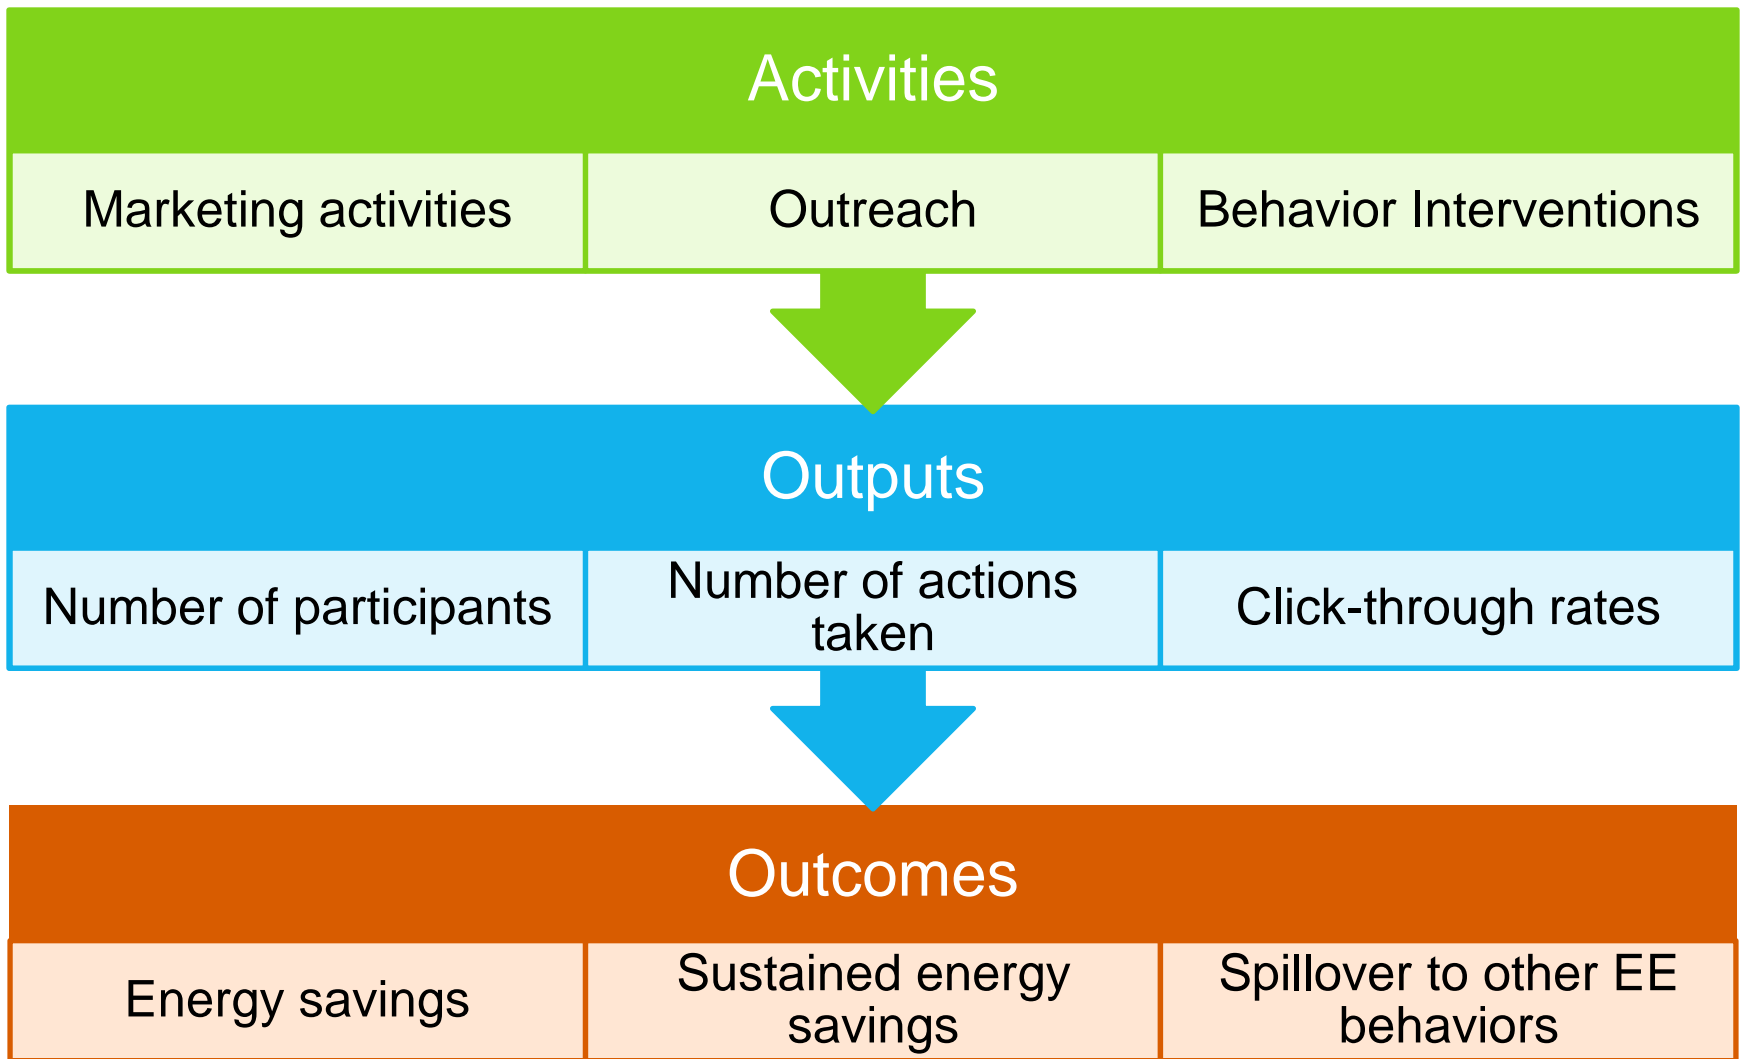 Activities
Marketing activities
Outreach
Behavior Interventions
Outputs
Number of participants
Number of actions
taken
Click-through rates
Outcomes
Energy savings
Sustained energy
savings
Spillover to other EE
behaviors